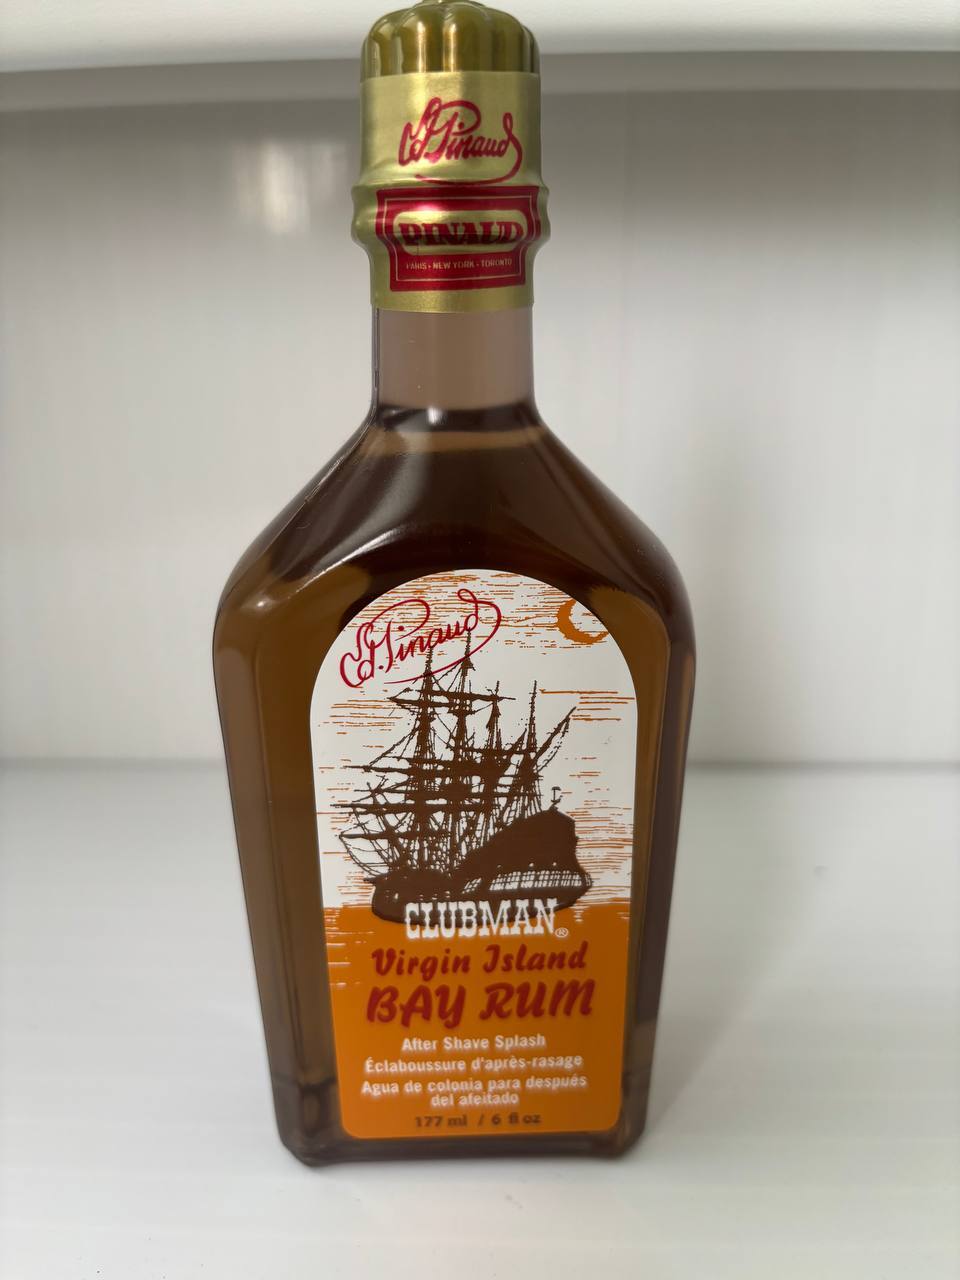 Ed. Pinaud
PINAUD
PARIS • NEW YORK • TORONTO
Ed. Pinaud
CLUBMAN®
Virgin Island
BAY RUM
After Shave Splash
Éclaboussure d'après-rasage
Agua de colonia para después
del afeitado
177 ml / 6 fl oz